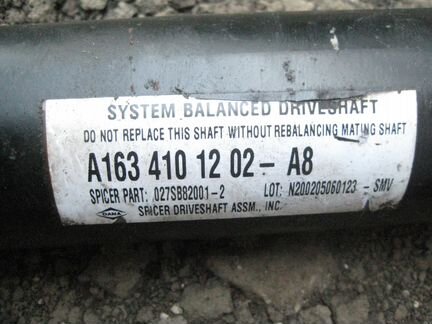 SYSTEM BALANCED DRIVESHAFT
DO NOT REPLACE THIS SHAFT WITHOUT REBALANCING MATING SHAFT
A163 410 12 02- A8
SPICER PART: 027SB82001-2 LOT: N200205060123 - SMV
DANA SPICER DRIVESHAFT ASSM., INC.